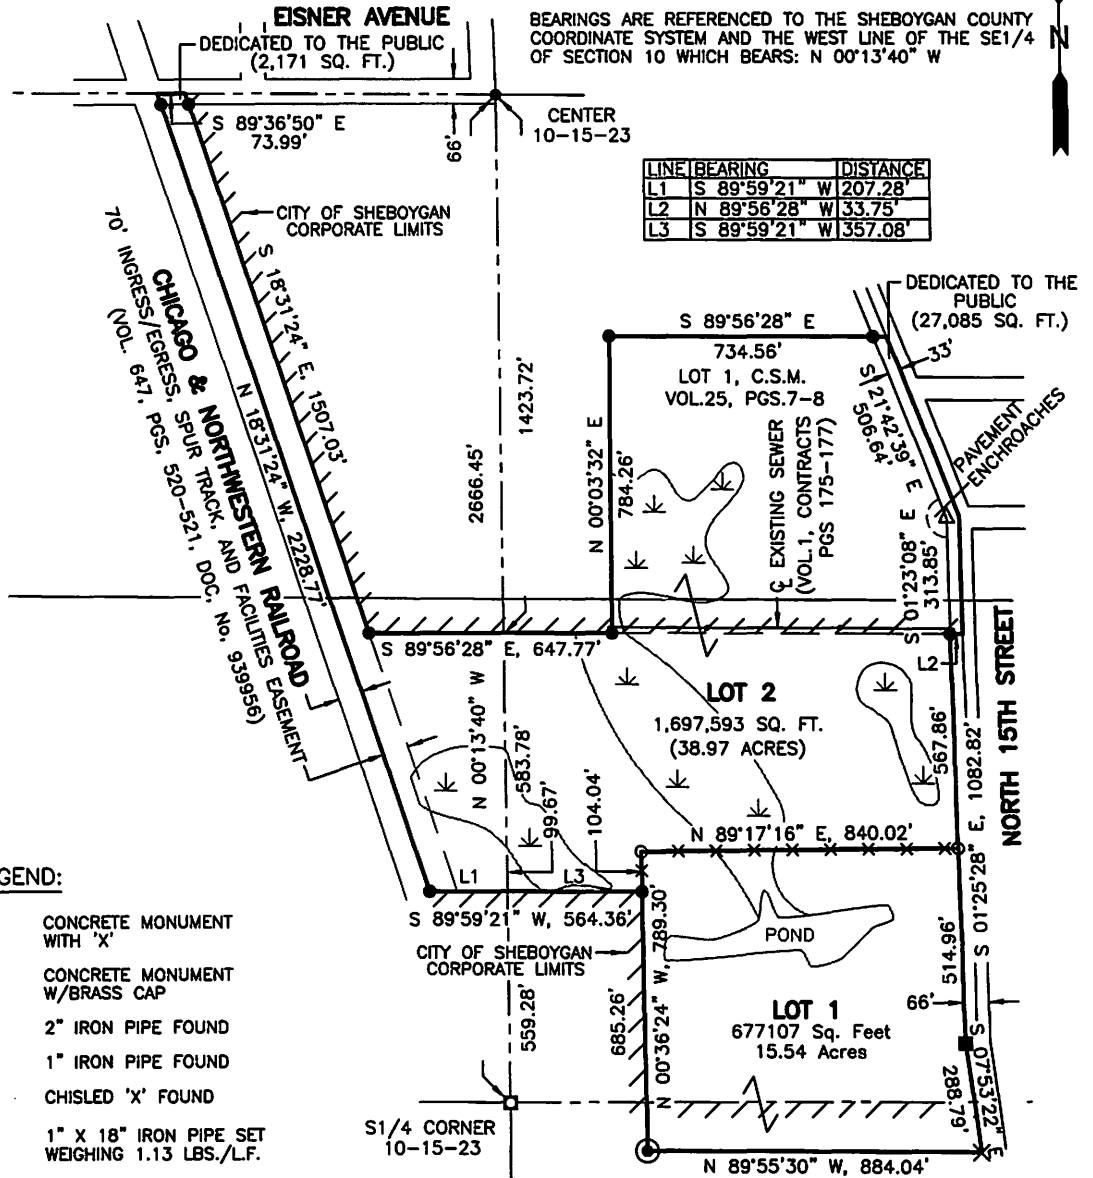 EISNER AVENUE
DEDICATED TO THE PUBLIC
(2,171 SQ. FT.)
BEARINGS ARE REFERENCED TO THE SHEBOYGAN COUNTY
COORDINATE SYSTEM AND THE WEST LINE OF THE SE1/4
OF SECTION 10 WHICH BEARS: N 00°13'40" W
N
S 89°36'50" E
73.99'
66'
CENTER
10-15-23
LINE BEARING DISTANCE
L1 S 89°59'21" W 207.28'
L2 N 89°56'28" W 33.75'
L3 S 89°59'21" W 357.08'
CITY OF SHEBOYGAN
CORPORATE LIMITS
S 18°31'24" E, 1507.03'
N 18°31'24" W, 2228.77'
CHICAGO & NORTHWESTERN RAILROAD
70' INGRESS/EGRESS, SPUR TRACK, AND FACILITIES EASEMENT
(VOL. 647, PGS. 520-521, DOC. No. 939956)
1423.72'
2666.45'
DEDICATED TO THE
PUBLIC
(27,085 SQ. FT.)
S 89°56'28" E
734.56'
LOT 1, C.S.M.
VOL.25, PGS.7-8
33'
S 21°42'39" E
506.64'
PAVEMENT
ENCHROACHES
N 00°03'32" E
784.26'
EXISTING SEWER
(VOL.1, CONTRACTS
PGS 175-177)
S 01°23'08" E
313.85'
S 89°56'28" E, 647.77'
L2
NORTH 15TH STREET
LOT 2
1,697,593 SQ. FT.
(38.97 ACRES)
N 00°13'40" W
583.78'
99.67'
104.04'
567.86'
S 01°25'28" E, 1082.82'
N 89°17'16" E, 840.02'
L1
L3
S 89°59'21" W, 564.36'
CITY OF SHEBOYGAN
CORPORATE LIMITS
POND
559.28'
685.26'
N 00°36'24" W, 789.30'
514.96'
66'
LOT 1
677107 Sq. Feet
15.54 Acres
S 07°53'22" E
288.79'
S1/4 CORNER
10-15-23
N 89°55'30" W, 884.04'
GEND:
CONCRETE MONUMENT
WITH 'X'
CONCRETE MONUMENT
W/BRASS CAP
2" IRON PIPE FOUND
1" IRON PIPE FOUND
CHISLED 'X' FOUND
1" X 18" IRON PIPE SET
WEIGHING 1.13 LBS./L.F.